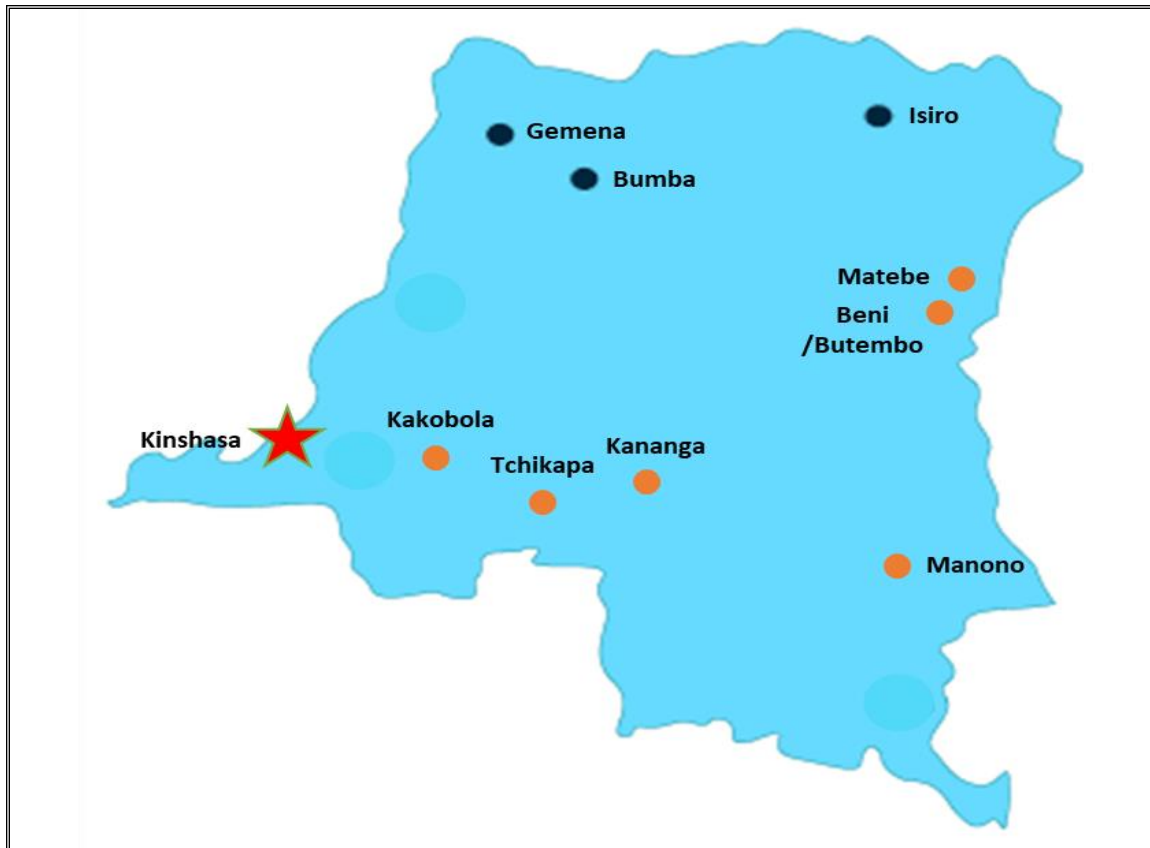 Gemena
Isiro
Bumba
Matebe
Beni
/Butembo
Kinshasa
Kakobola
Tchikapa
Kananga
Manono